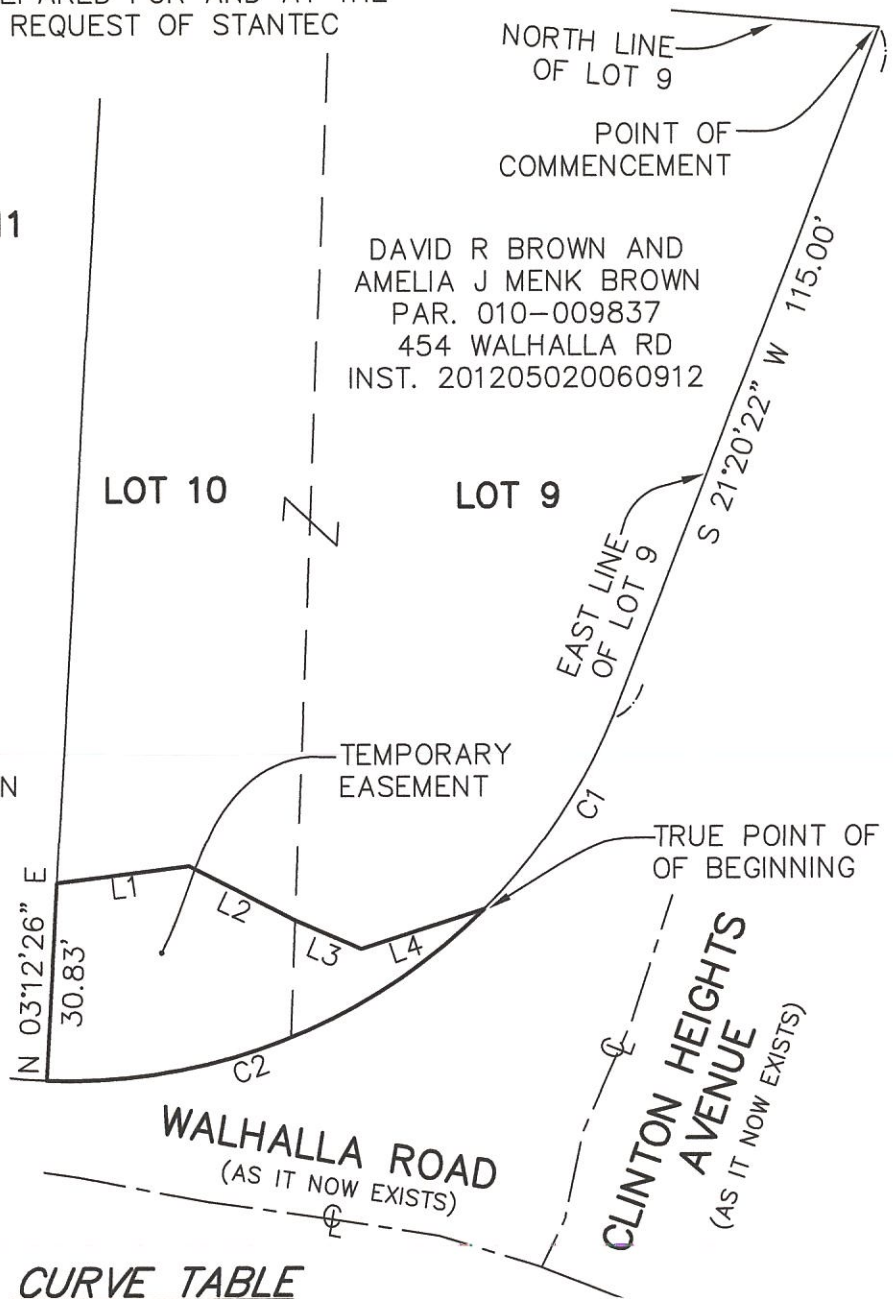 REQUEST OF STANTEC
NORTH LINE
OF LOT 9
POINT OF
COMMENCEMENT
11
DAVID R BROWN AND
AMELIA J MENK BROWN
PAR. 010-009837
454 WALHALLA RD
INST. 201205020060912
S 21°20'22" W 115.00'
LOT 10
LOT 9
EAST LINE
OF LOT 9
TEMPORARY
EASEMENT
N
C1
TRUE POINT OF
OF BEGINNING
L1
L2
L3
L4
N 03°12'26" E
30.83'
C2
CLINTON HEIGHTS
AVENUE
(AS IT NOW EXISTS)
WALHALLA ROAD
(AS IT NOW EXISTS)
CURVE TABLE